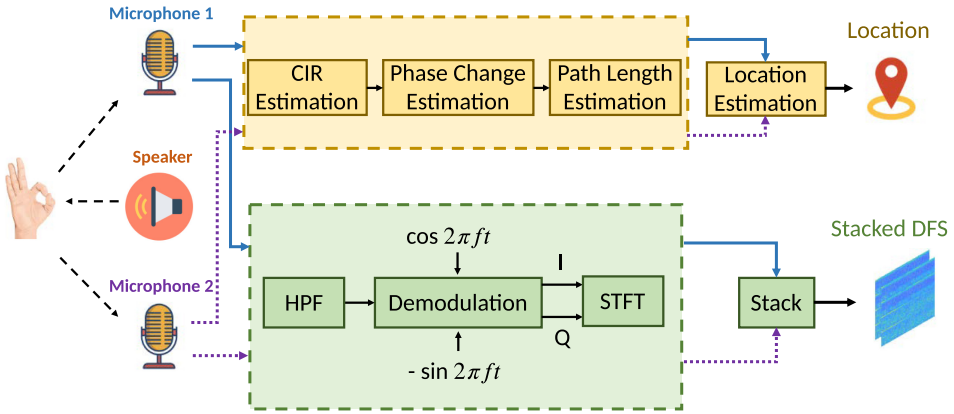 Microphone 1
Location
CIR
Estimation
Phase Change
Estimation
Path Length
Estimation
Location
Estimation
Speaker
Stacked DFS
cos 2πft
I
Microphone 2
HPF
Demodulation
STFT
Stack
Q
- sin 2πft